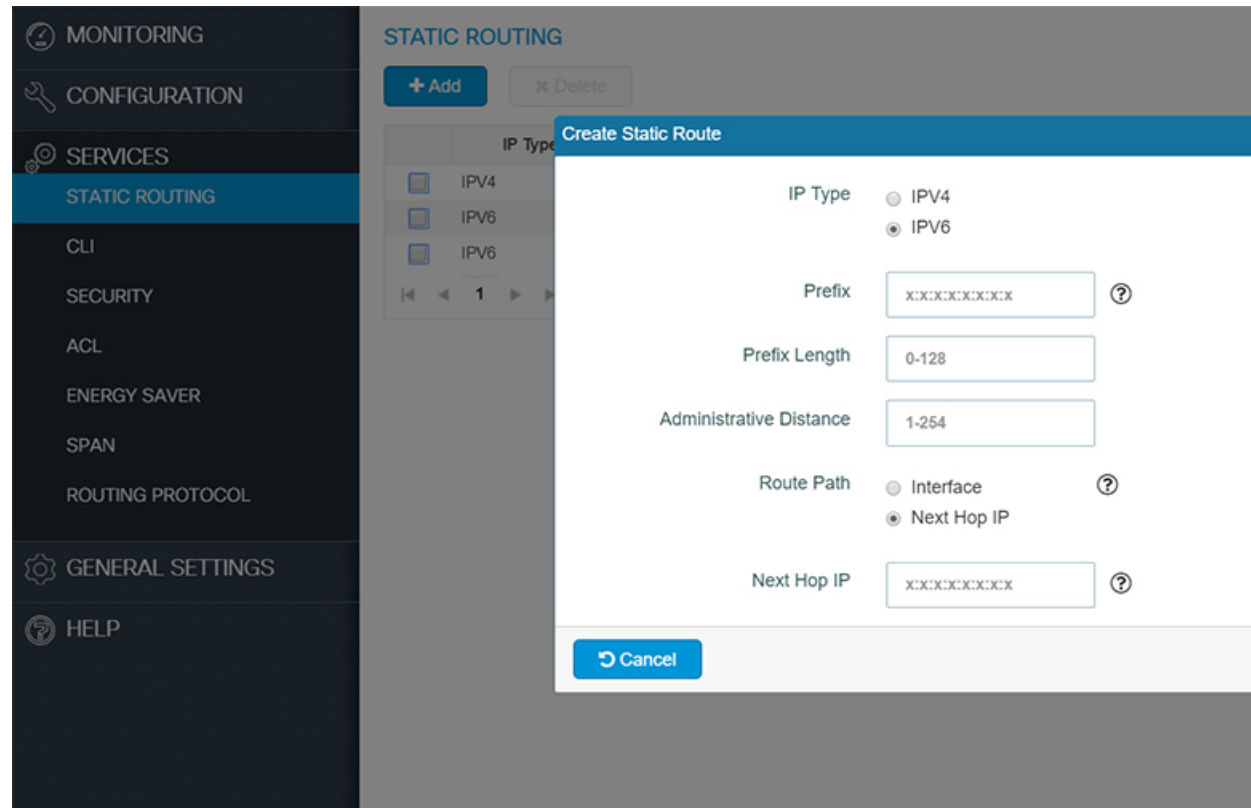 MONITORING
CONFIGURATION
SERVICES
STATIC ROUTING
CLI
SECURITY
ACL
ENERGY SAVER
SPAN
ROUTING PROTOCOL
GENERAL SETTINGS
HELP
STATIC ROUTING
Add
Delete
IP Type
IPV4
IPV6
IPV6
1
Create Static Route
IP Type
IPV4
IPV6
Prefix
x:x:x:x:x:x:x:x
Prefix Length
0-128
Administrative Distance
1-254
Route Path
Interface
Next Hop IP
Next Hop IP
x:x:x:x:x:x:x:x
Cancel